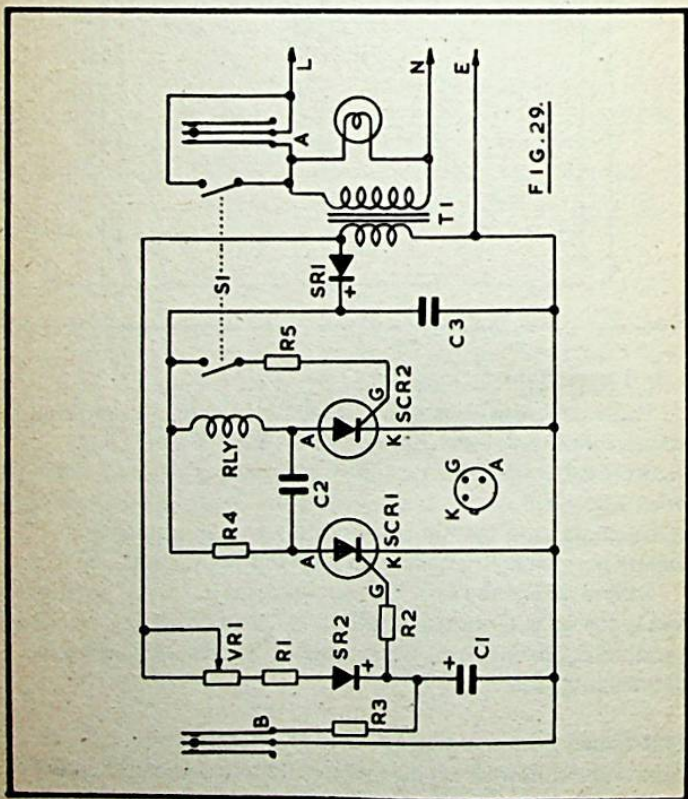 L
N
E
A
FIG. 29.
T1
S1
SR1
+
C3
R5
RLY
A
G
SCR2
K
C2
R4
A
SCR1
G
K
K
G
A
VR1
R1
SR2
+
R2
B
R3
+
C1